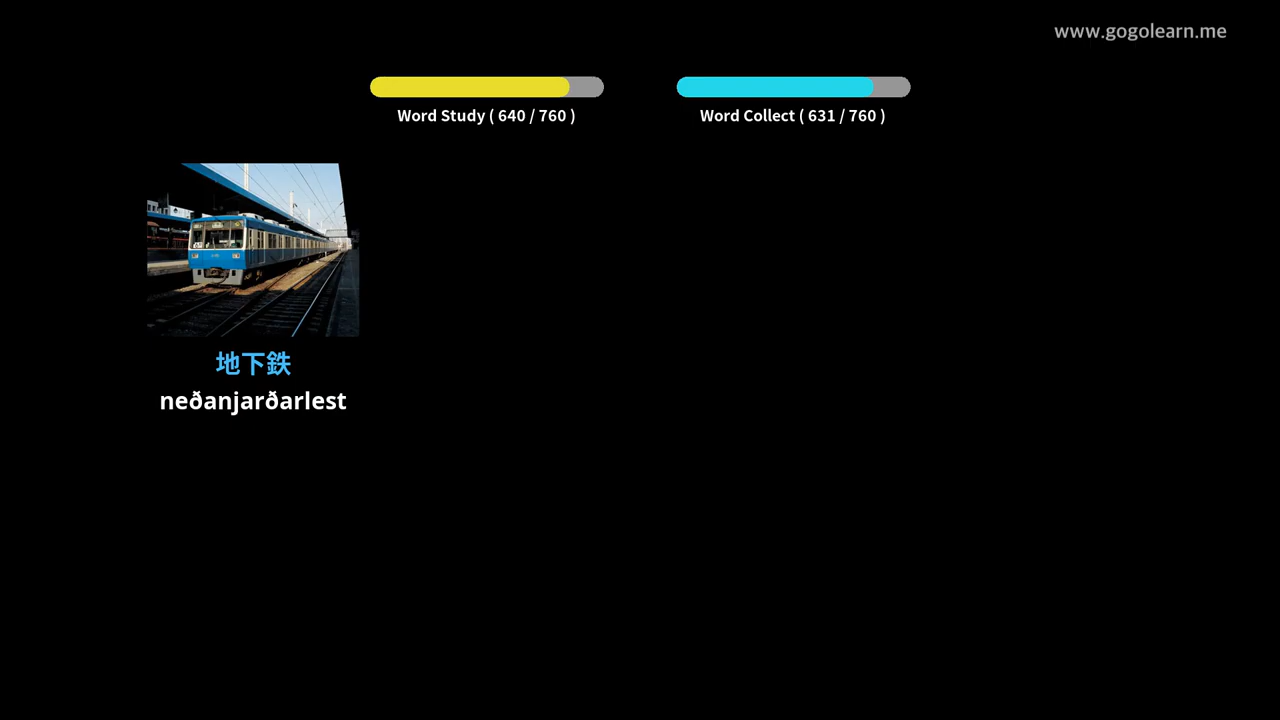 www.gogolearn.me
Word Study ( 640 / 760 )
Word Collect ( 631 / 760 )
地下鉄
neðanjarðarlest